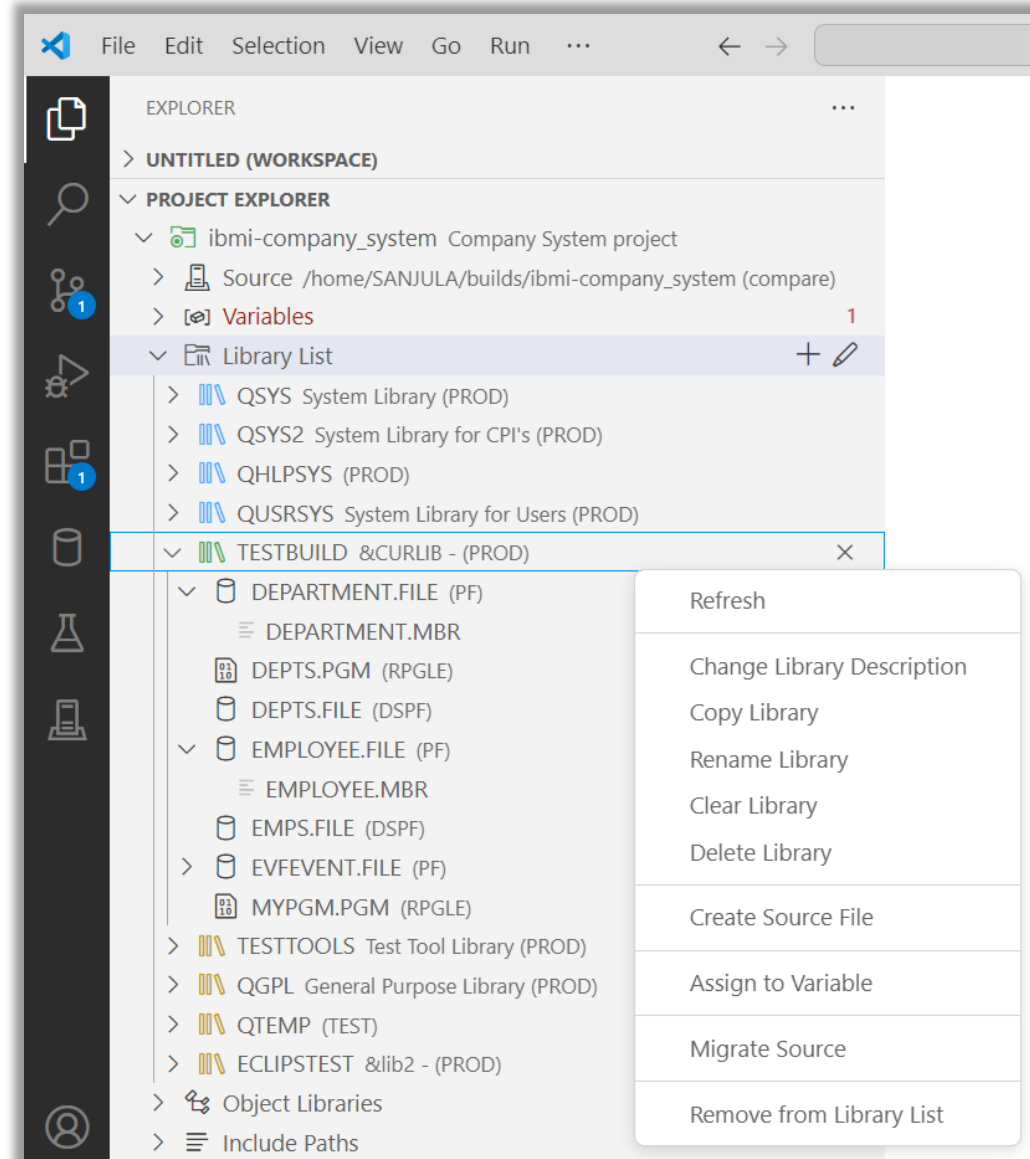 File Edit Selection View Go Run ···
EXPLORER ···
UNTITLED (WORKSPACE)
PROJECT EXPLORER
ibmi-company_system Company System project
Source /home/SANJULA/builds/ibmi-company_system (compare)
Variables 1
Library List
QSYS System Library (PROD)
QSYS2 System Library for CPI's (PROD)
QHLPSYS (PROD)
QUSRSYS System Library for Users (PROD)
TESTBUILD &CURLIB - (PROD)
DEPARTMENT.FILE (PF)
DEPARTMENT.MBR
DEPTS.PGM (RPGLE)
DEPTS.FILE (DSPF)
EMPLOYEE.FILE (PF)
EMPLOYEE.MBR
EMPS.FILE (DSPF)
EVFEVENT.FILE (PF)
MYPGM.PGM (RPGLE)
TESTTOOLS Test Tool Library (PROD)
QGPL General Purpose Library (PROD)
QTEMP (TEST)
ECLIPSTEST &lib2 - (PROD)
Object Libraries
Include Paths
1
1
Refresh
Change Library Description
Copy Library
Rename Library
Clear Library
Delete Library
Create Source File
Assign to Variable
Migrate Source
Remove from Library List